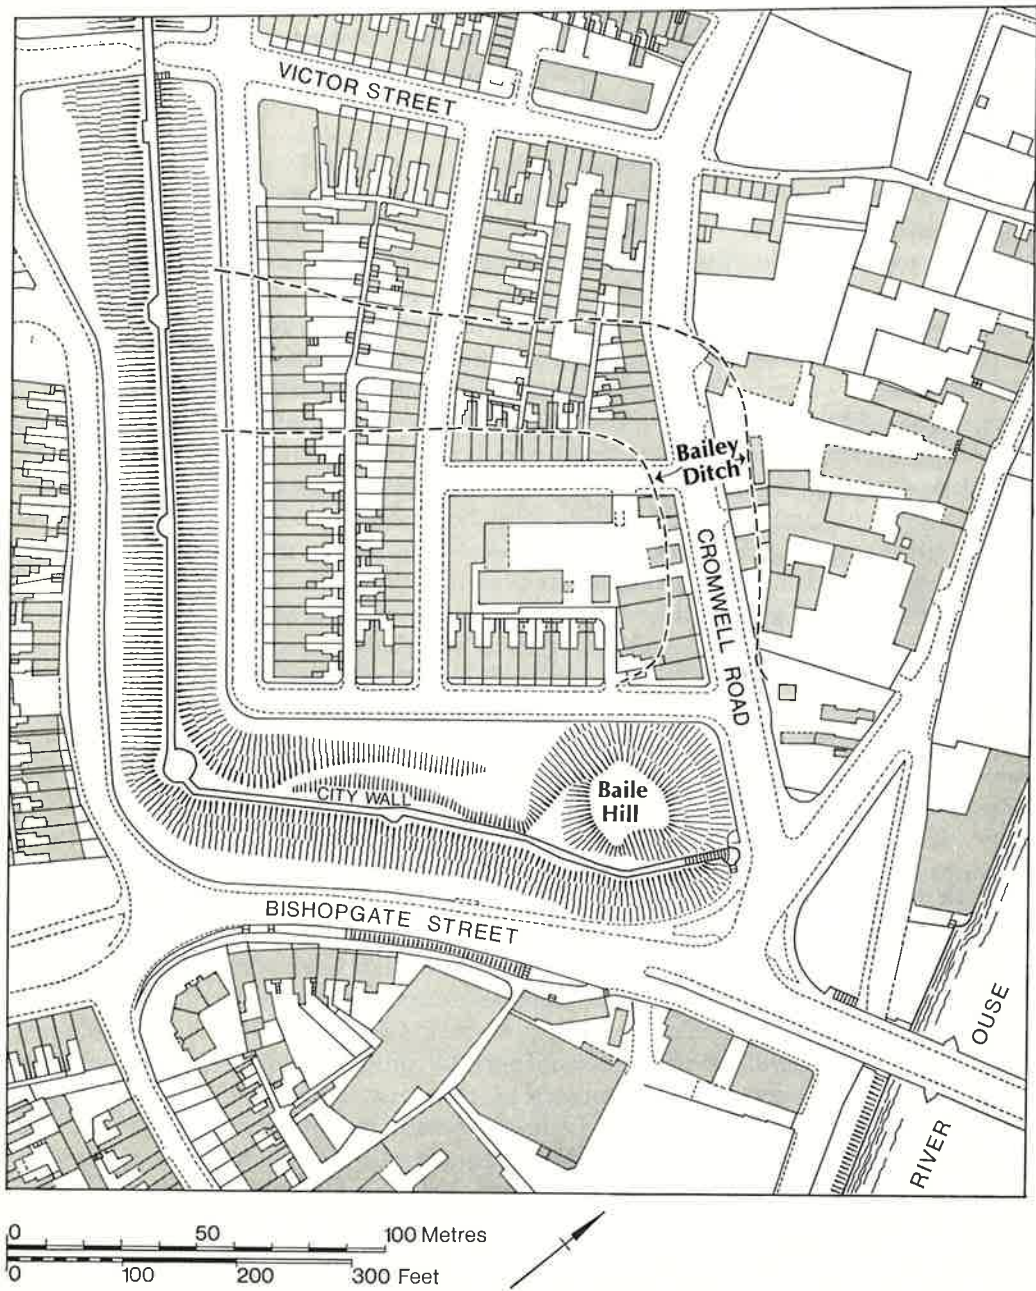 VICTOR STREET
Bailey
Ditch
CROMWELL ROAD
Baile
Hill
CITY WALL
BISHOPGATE STREET
RIVER OUSE
0 50 100 Metres
0 100 200 300 Feet